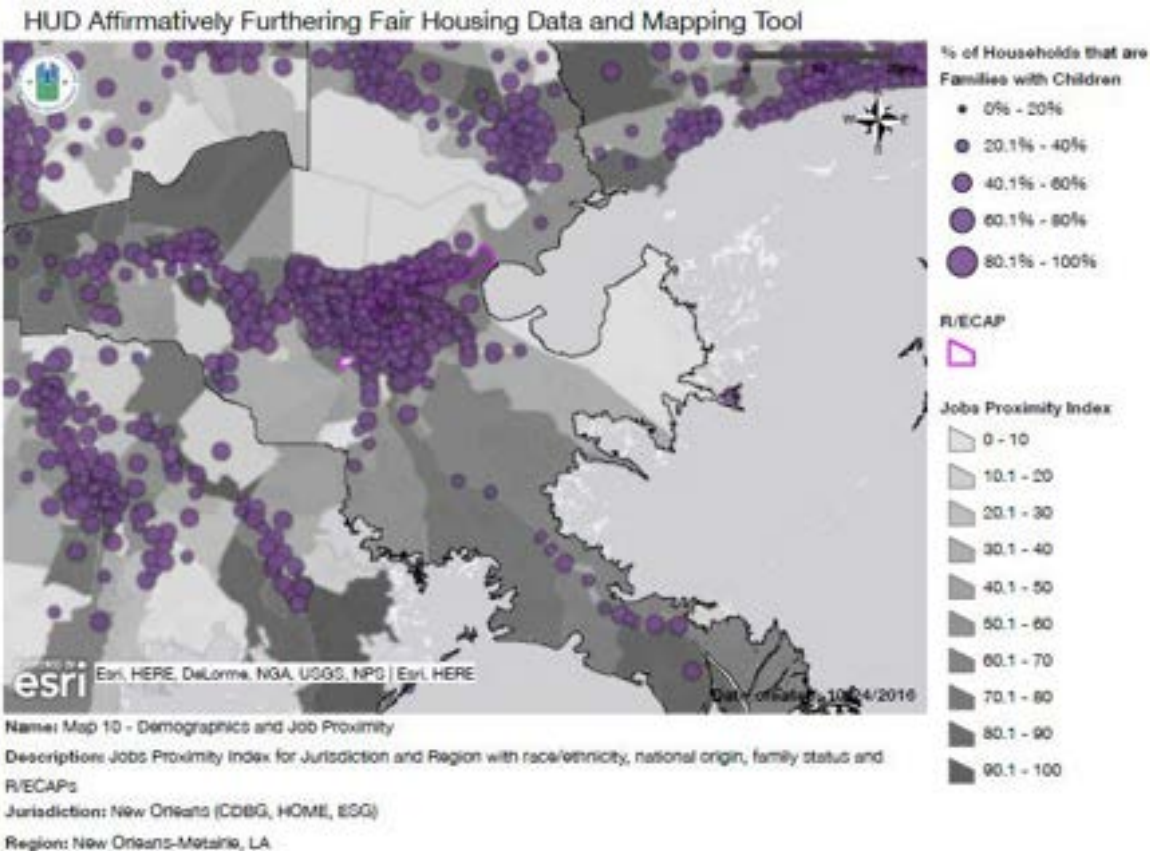 HUD Affirmatively Furthering Fair Housing Data and Mapping Tool
% of Households that are
Families with Children
0% - 20%
20.1% - 40%
40.1% - 60%
60.1% - 80%
80.1% - 100%
R/ECAP
Jobs Proximity Index
0 - 10
10.1 - 20
20.1 - 30
30.1 - 40
40.1 - 50
50.1 - 60
60.1 - 70
70.1 - 80
80.1 - 90
90.1 - 100
W E
esri
Esri, HERE, DeLorme, NGA, USGS, NPS | Esri, HERE
Date created: /2016
Name: Map 10 - Demographics and Job Proximity
Description: Jobs Proximity Index for Jurisdiction and Region with race/ethnicity, national origin, family status and
R/ECAPs
Jurisdiction: New Orleans (CDBG, HOME, ESG)
Region: New Orleans-Metairie, LA